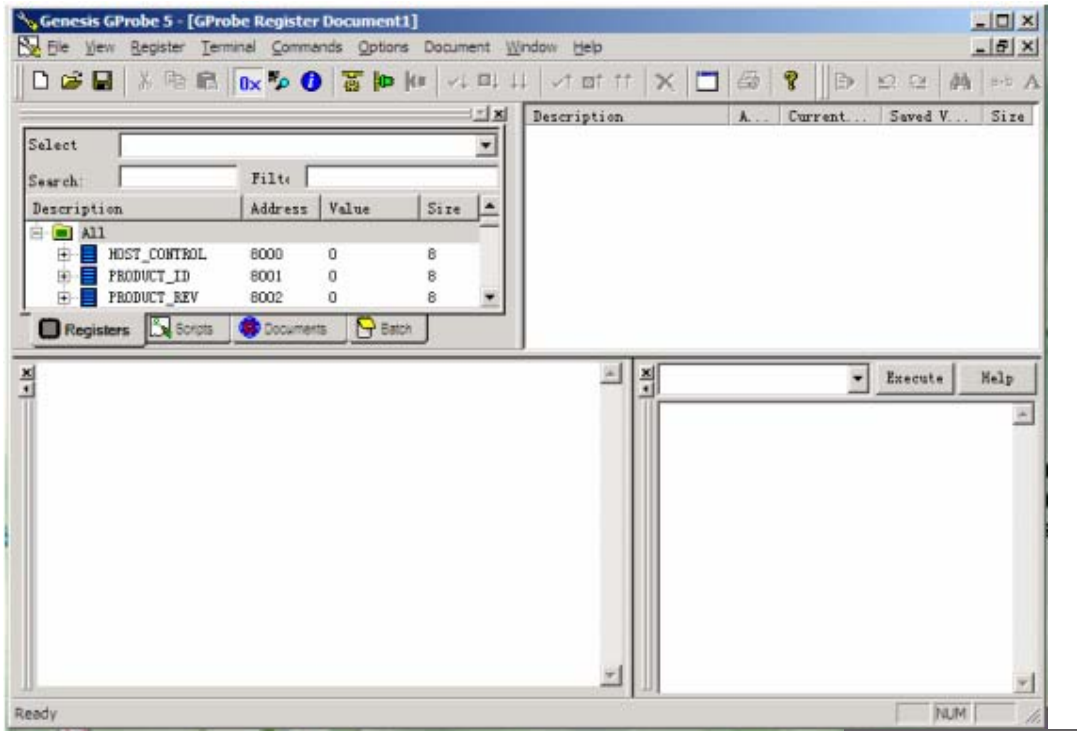 Genesis GProbe 5 - [GProbe Register Document1]
File View Register Terminal Commands Options Document Window Help
0x
Description A... Current... Saved V... Size
Select
Search: Filt
Description Address Value Size
All
HOST_CONTROL 8000 0 8
PRODUCT_ID 8001 0 8
PRODUCT_REV 8002 0 8
Registers Scripts Documents Batch
Execute Help
Ready NUM